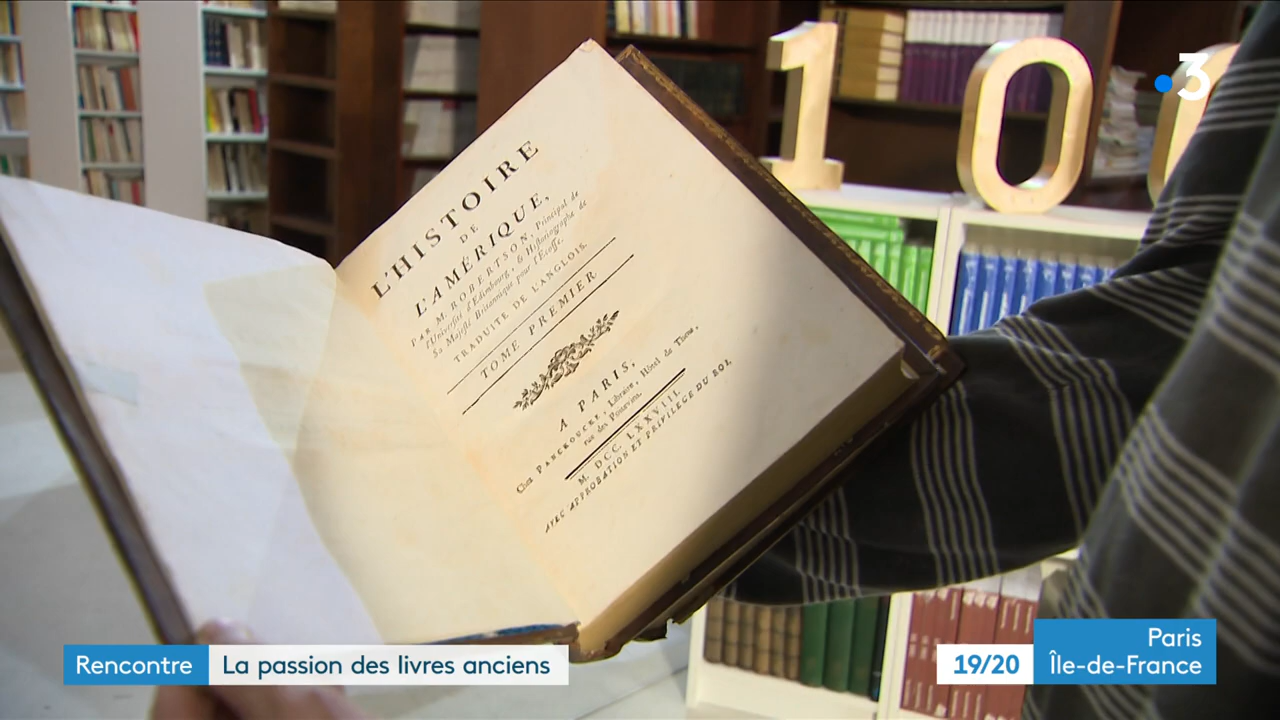 L'HISTOIRE
DE
L'AMÉRIQUE,
PAR M. ROBERTSON, Principal de
l'Université d'Edimbourg, & Historiographe de
Sa Majesté Britannique pour l'Ecosse.
TRADUITE DE L'ANGLOIS.
TOME PREMIER.
A PARIS,
Chez PANCKOUCKE, Libraire, Hôtel de Thou,
rue des Poitevins.
M. DCC. LXXVIII.
AVEC APPROBATION ET PRIVILEGE DU ROI.
100
3
Rencontre
La passion des livres anciens
19/20
Paris
Île-de-France